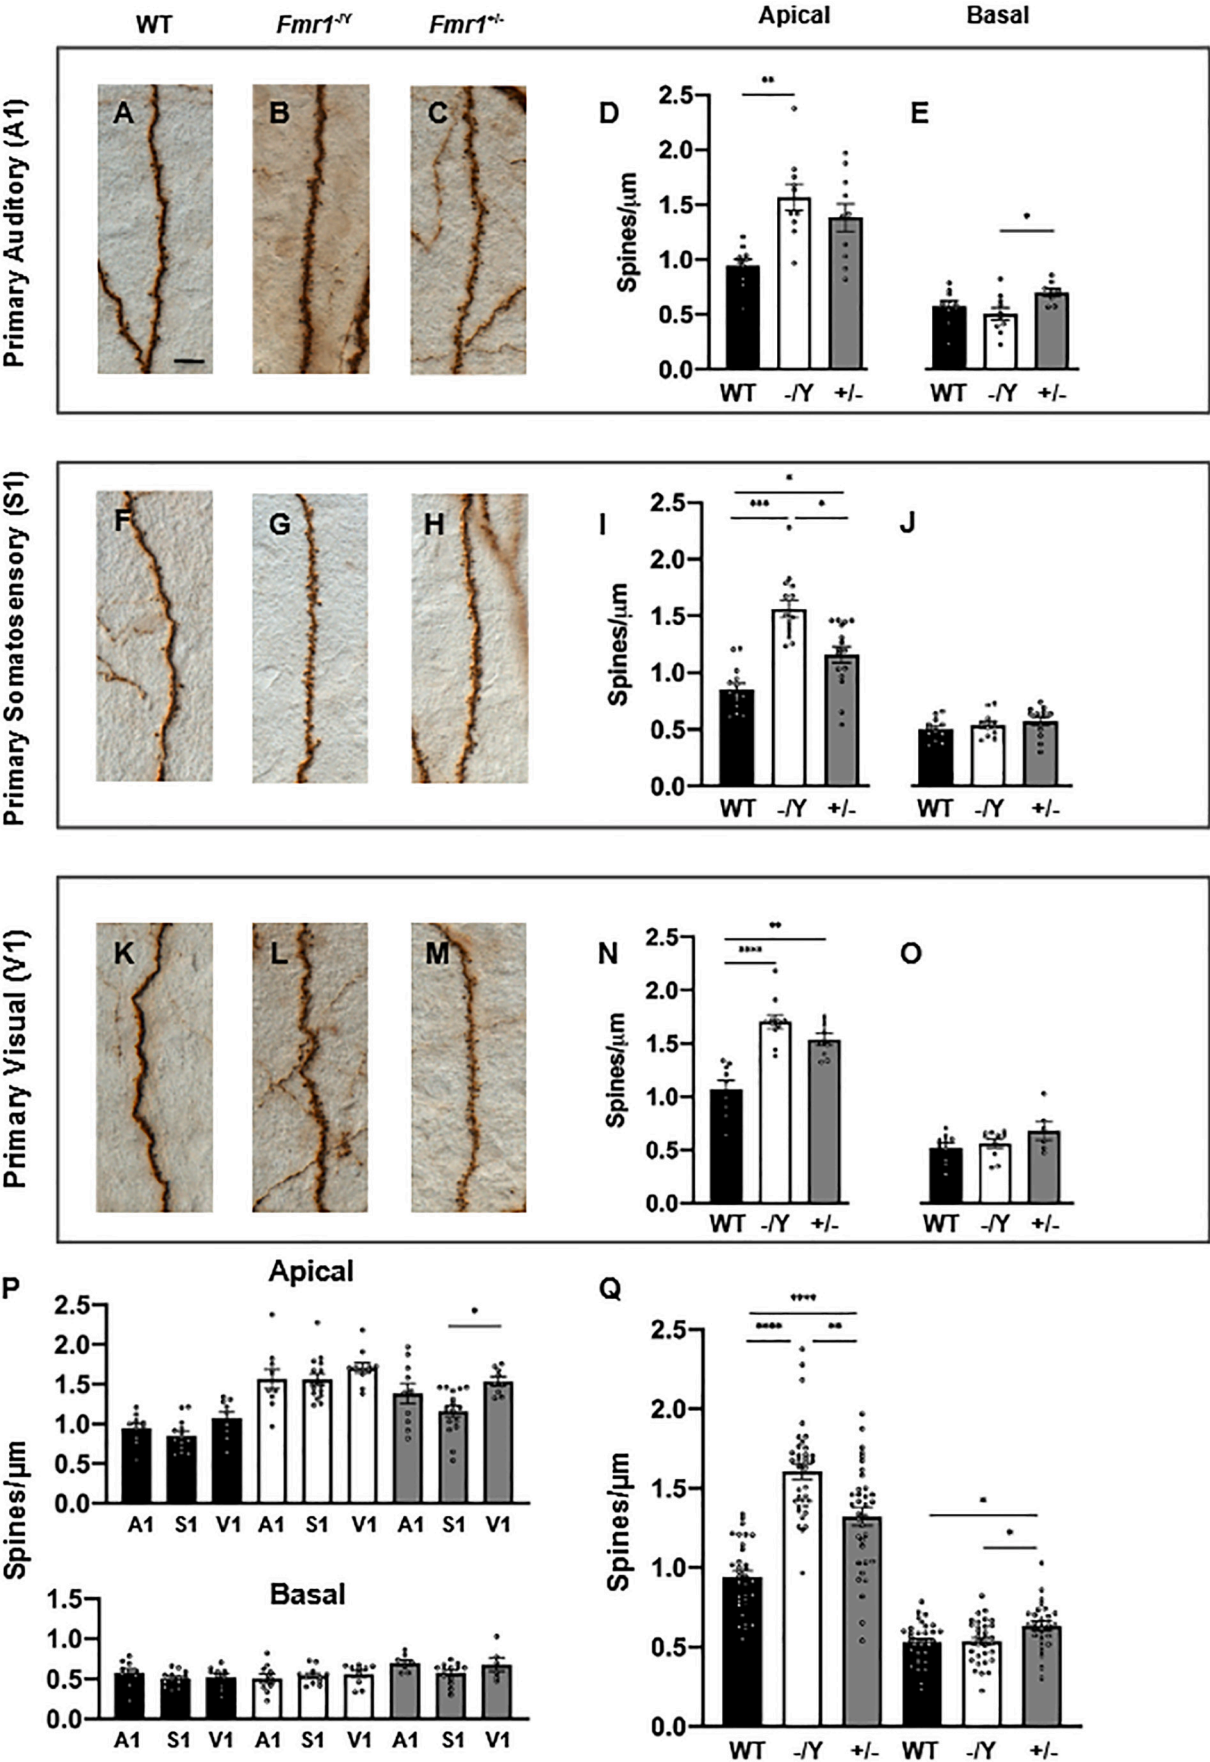 WT Fmr1-/Y Fmr1+/- Apical Basal
Primary Auditory (A1)
A B C D E
**
*
Spines/µm
2.5
2.0
1.5
1.0
0.5
0.0
WT -/Y +/- WT -/Y +/-
Primary Somatosensory (S1)
F G H I J
*
*** *
Spines/µm
2.5
2.0
1.5
1.0
0.5
0.0
WT -/Y +/- WT -/Y +/-
Primary Visual (V1)
K L M N O
**
****
Spines/µm
2.5
2.0
1.5
1.0
0.5
0.0
WT -/Y +/- WT -/Y +/-
P
Apical
Spines/µm
2.5
2.0
1.5
1.0
0.5
0.0
*
A1 S1 V1 A1 S1 V1 A1 S1 V1
Basal
1.5
1.0
0.5
0.0
A1 S1 V1 A1 S1 V1 A1 S1 V1
Q
****
**** **
*
*
Spines/µm
2.5
2.0
1.5
1.0
0.5
0.0
WT -/Y +/- WT -/Y +/-